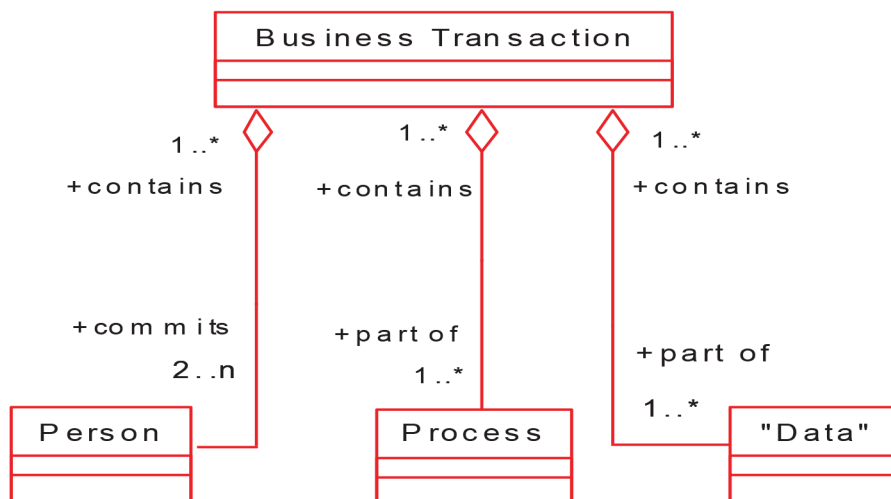 Business Transaction
1..*
1..*
1..*
+contains
+contains
+contains
+commits
+part of
+part of
2..n
1..*
1..*
Person
Process
"Data"